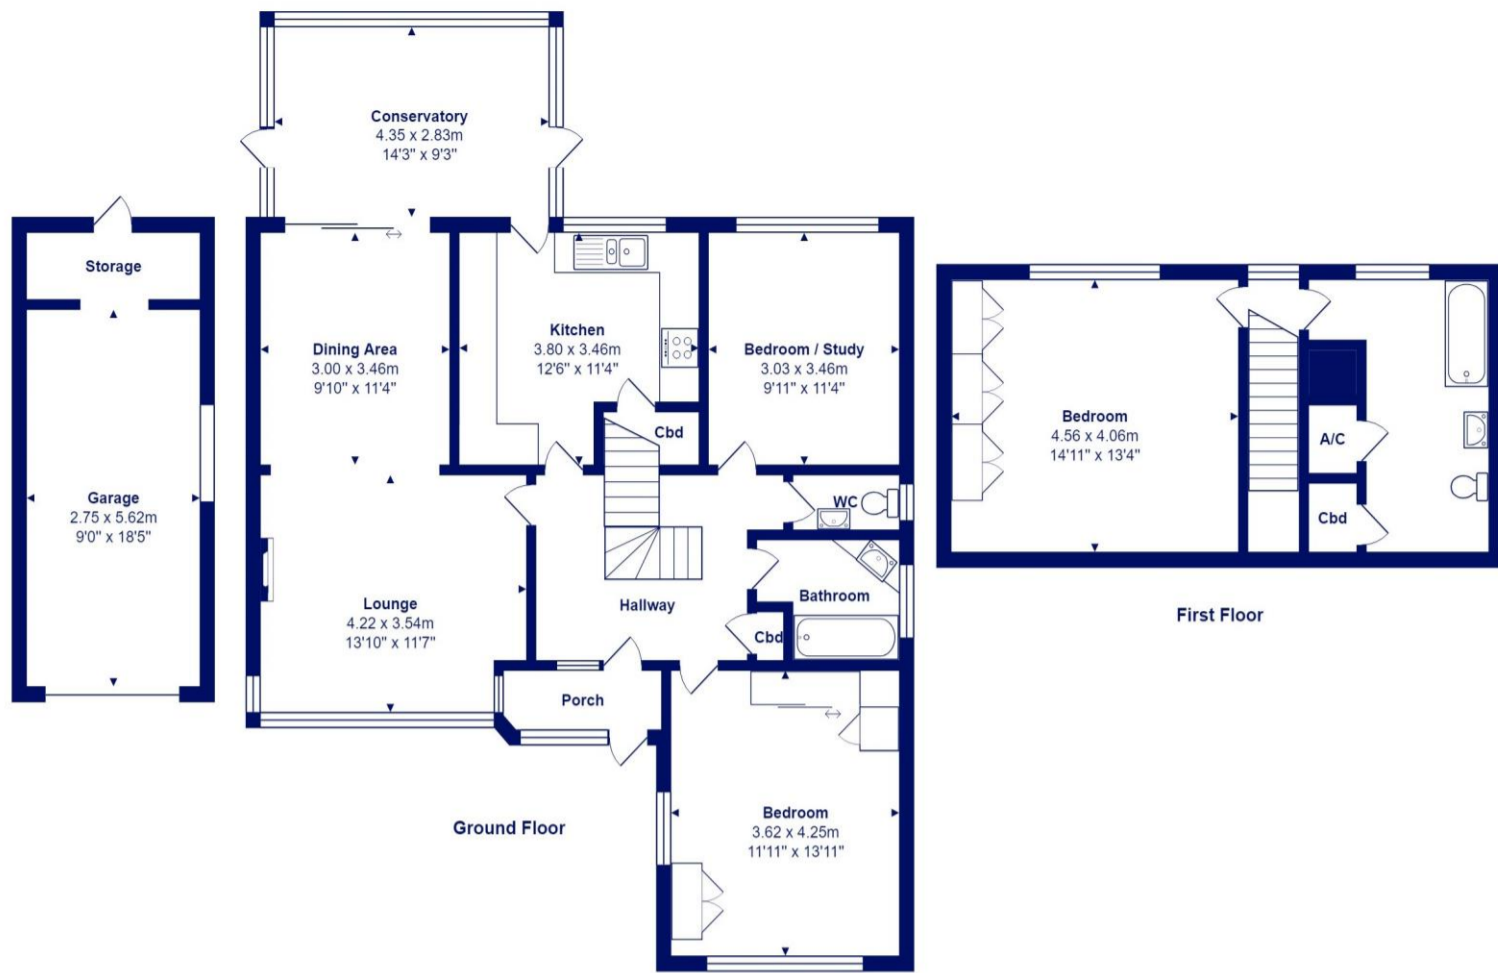 Conservatory
4.35 x 2.83m
14'3" x 9'3"
Storage
Garage
2.75 x 5.62m
9'0" x 18'5"
Dining Area
3.00 x 3.46m
9'10" x 11'4"
Kitchen
3.80 x 3.46m
12'6" x 11'4"
Cbd
Bedroom / Study
3.03 x 3.46m
9'11" x 11'4"
WC
Lounge
4.22 x 3.54m
13'10" x 11'7"
Hallway
Bathroom
Cbd
Porch
Bedroom
3.62 x 4.25m
11'11" x 13'11"
Ground Floor
Bedroom
4.56 x 4.06m
14'11" x 13'4"
A/C
Cbd
First Floor